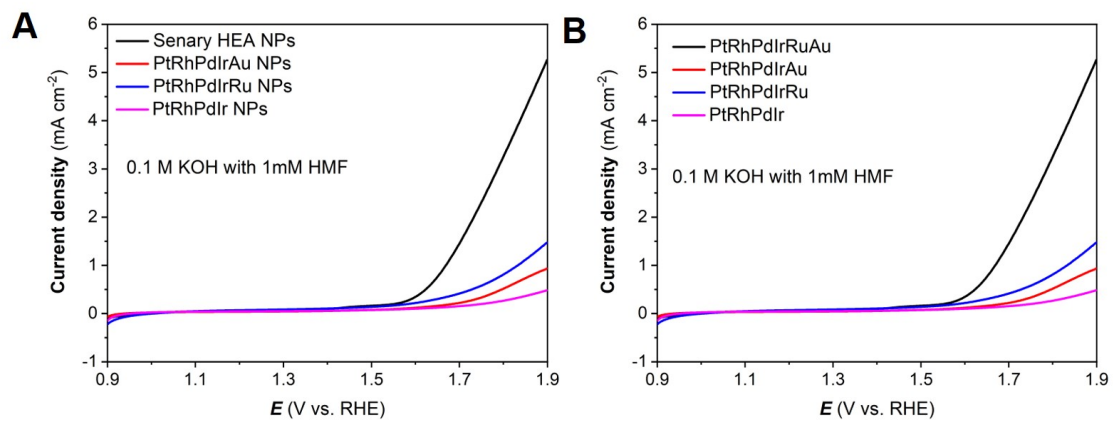 A
6
5
4
3
2
1
0
-1
Current density (mA cm-2)
Senary HEA NPs
PtRhPdIrAu NPs
PtRhPdIrRu NPs
PtRhPdIr NPs
0.1 M KOH with 1mM HMF
0.9 1.1 1.3 1.5 1.7 1.9
E (V vs. RHE)
B
6
5
4
3
2
1
0
-1
Current density (mA cm-2)
PtRhPdIrRuAu
PtRhPdIrAu
PtRhPdIrRu
PtRhPdIr
0.1 M KOH with 1mM HMF
0.9 1.1 1.3 1.5 1.7 1.9
E (V vs. RHE)